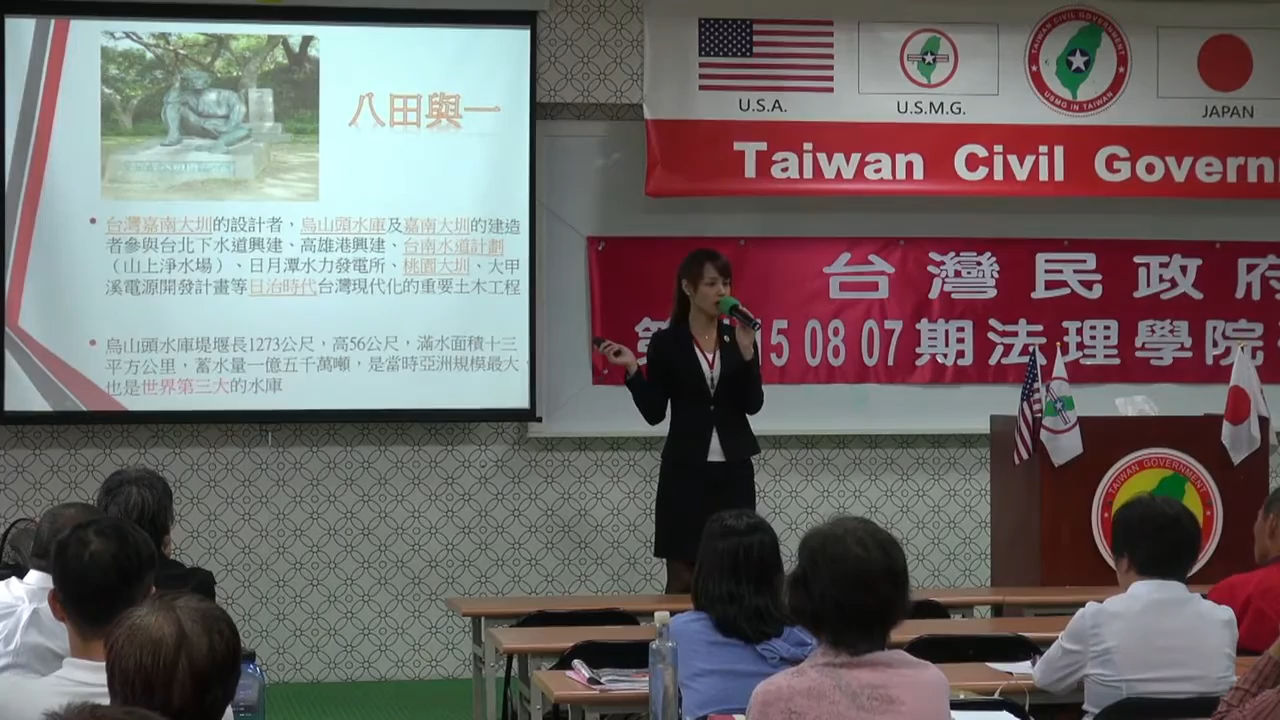 八田與一
台灣嘉南大圳的設計者，烏山頭水庫及嘉南大圳的建造
者參與台北下水道興建、高雄港興建、台南水道計劃
（山上淨水場）、日月潭水力發電所、桃園大圳、大甲
溪電源開發計畫等日治時代台灣現代化的重要土木工程
烏山頭水庫堤堰長1273公尺，高56公尺，滿水面積十三
平方公里，蓄水量一億五千萬噸，是當時亞洲規模最大，
也是世界第三大的水庫
U.S.A.
U.S.M.G.
TAIWAN CIVIL GOVERNMENT
USMG IN TAIWAN
JAPAN
Taiwan Civil Governi
台灣民政府
5 08 07期法理學院
TAIWAN GOVERNMENT